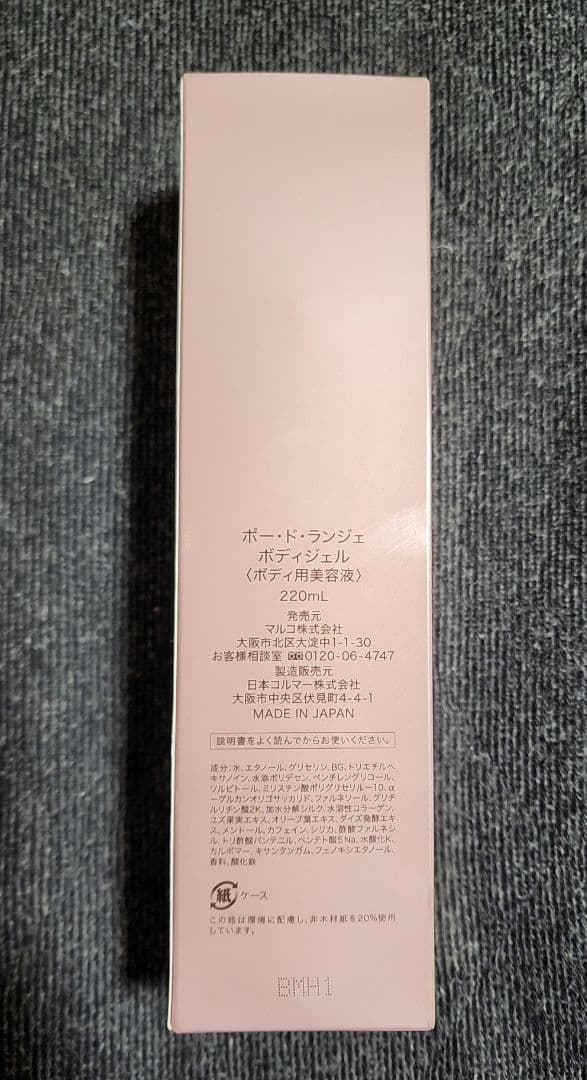 ポー・ド・ランジェ
ボディジェル
〈ボディ用美容液〉
220mL
発売元
マルコ株式会社
大阪市北区大淀中1-1-30
お客様相談室 0120-06-4747
製造販売元
日本コルマー株式会社
大阪市中央区伏見町4-4-1
MADE IN JAPAN
説明書をよく読んでからお使いください。
成分:水、エタノール、グリセリン、BG、トリエチルヘ
キサノイン、水添ポリデセン、ペンチレングリコール、
ソルビトール、ミリスチン酸ポリグリセリル-10、α
-グルカンオリゴサッカリド、ファルネソール、グリチ
ルリチン酸2K、加水分解シルク、水溶性コラーゲン、
ユズ果実エキス、オリーブ葉エキス、ダイズ発酵エキ
ス、メントール、カフェイン、シリカ、酢酸ファルネシ
ル、トリ酢酸パンテニル、ペンテト酸5Na、水酸化K、
カルボマー、キサンタンガム、フェノキシエタノール、
香料、酸化鉄
紙 ケース
この箱は環境に配慮し、非木材紙を20%使用
しています。
BMH1